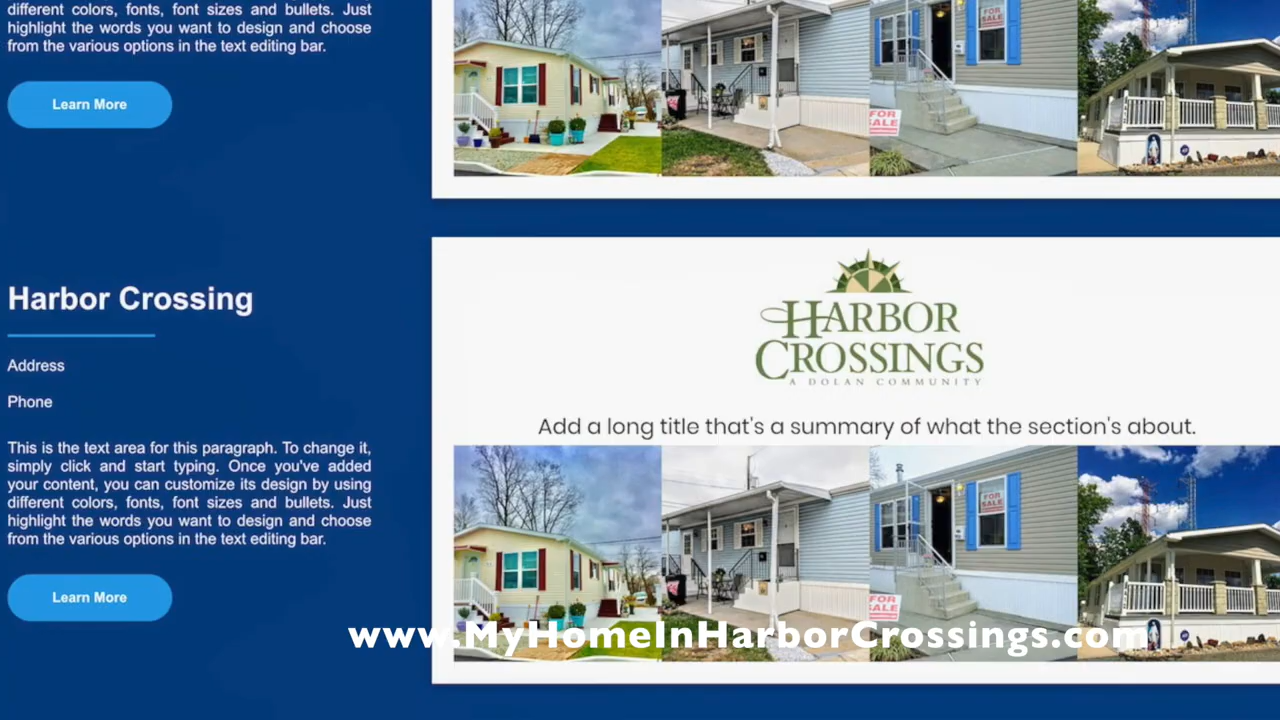 different colors, fonts, font sizes and bullets. Just
highlight the words you want to design and choose
from the various options in the text editing bar.
Learn More
FOR
SALE
FOR
SALE
Harbor Crossing
Address
Phone
This is the text area for this paragraph. To change it,
simply click and start typing. Once you've added
your content, you can customize its design by using
different colors, fonts, font sizes and bullets. Just
highlight the words you want to design and choose
from the various options in the text editing bar.
Learn More
HARBOR
CROSSINGS
A DOLAN COMMUNITY
Add a long title that's a summary of what the section's about.
FOR
SALE
FOR
SALE
www.MyHomeInHarborCrossings.com